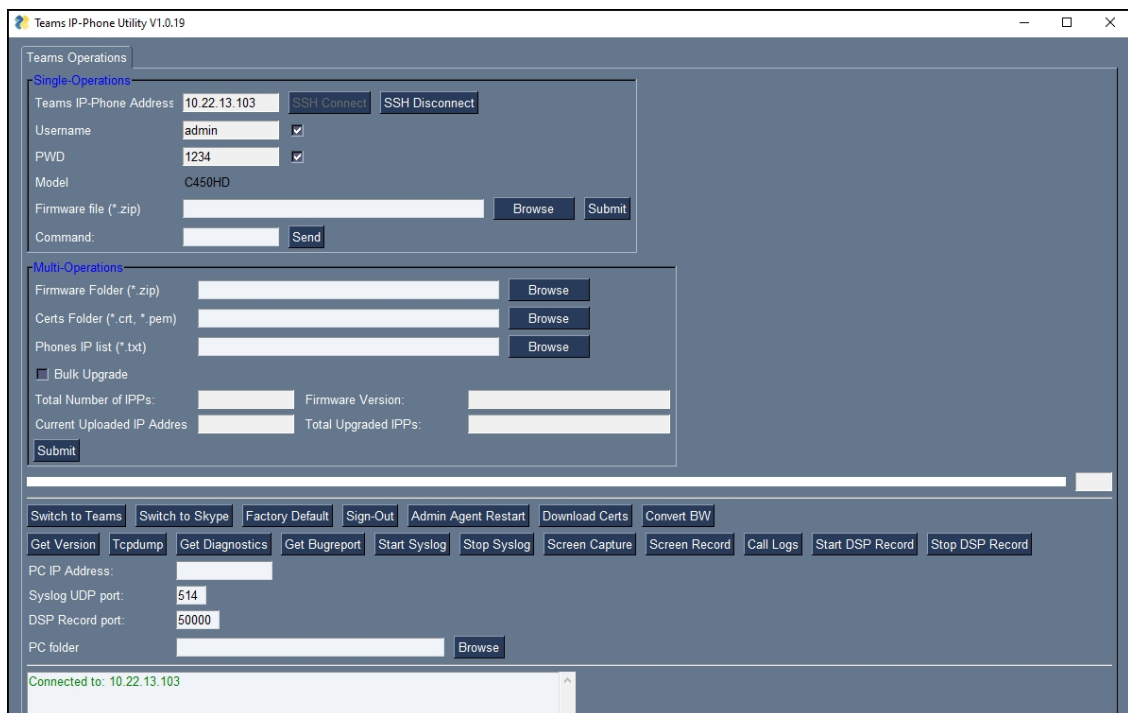 Teams IP-Phone Utility V1.0.19
Teams Operations
Single-Operations
Teams IP-Phone Address 10.22.13.103 SSH Connect SSH Disconnect
Username admin
PWD 1234
Model C450HD
Firmware file (*.zip) Browse Submit
Command: Send
Multi-Operations
Firmware Folder (*.zip) Browse
Certs Folder (*.crt, *.pem) Browse
Phones IP list (*.txt) Browse
Bulk Upgrade
Total Number of IPPs: Firmware Version:
Current Uploaded IP Addres Total Upgraded IPPs:
Submit
Switch to Teams Switch to Skype Factory Default Sign-Out Admin Agent Restart Download Certs Convert BW
Get Version Tcpdump Get Diagnostics Get Bugreport Start Syslog Stop Syslog Screen Capture Screen Record Call Logs Start DSP Record Stop DSP Record
PC IP Address:
Syslog UDP port: 514
DSP Record port: 50000
PC folder Browse
Connected to: 10.22.13.103